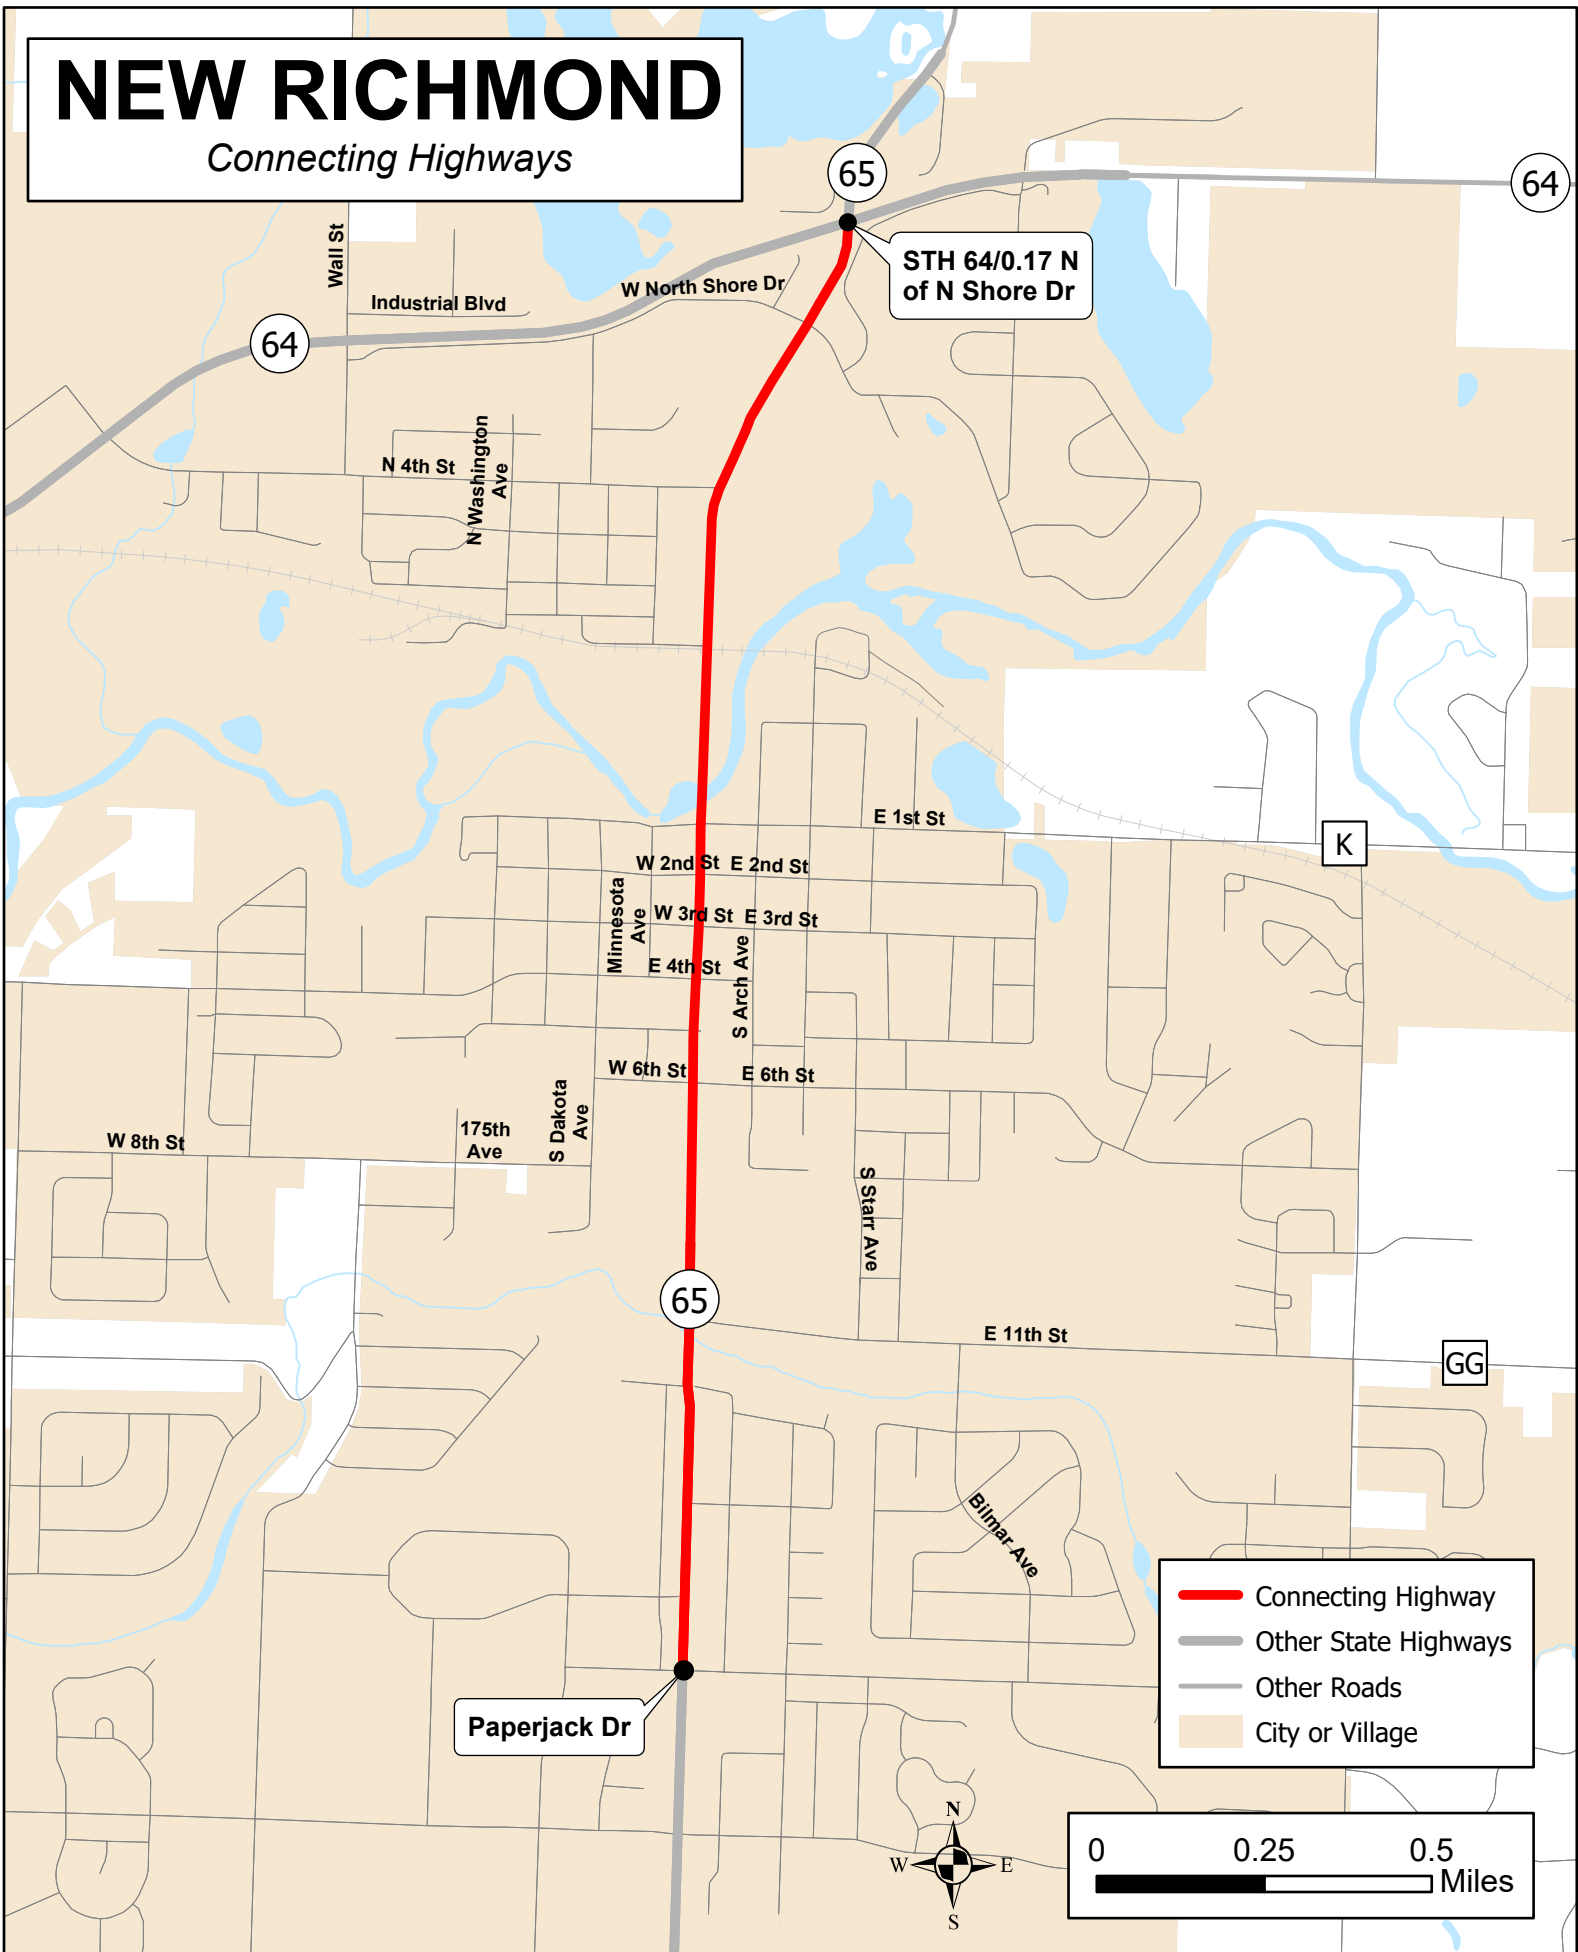 NEW RICHMOND
Connecting Highways
65
64
STH 64/0.17 N
of N Shore Dr
Wall St
W North Shore Dr
Industrial Blvd
64
N Washington
Ave
N 4th St
E 1st St
K
W 2nd St
E 2nd St
Minnesota
Ave
W 3rd St
E 3rd St
E 4th St
S Arch Ave
W 6th St
E 6th St
S Dakota
Ave
175th
Ave
W 8th St
S Starr Ave
65
E 11th St
GG
Bilmar Ave
Paperjack Dr
Connecting Highway
Other State Highways
Other Roads
City or Village
N
W
E
S
0
0.25
0.5
Miles